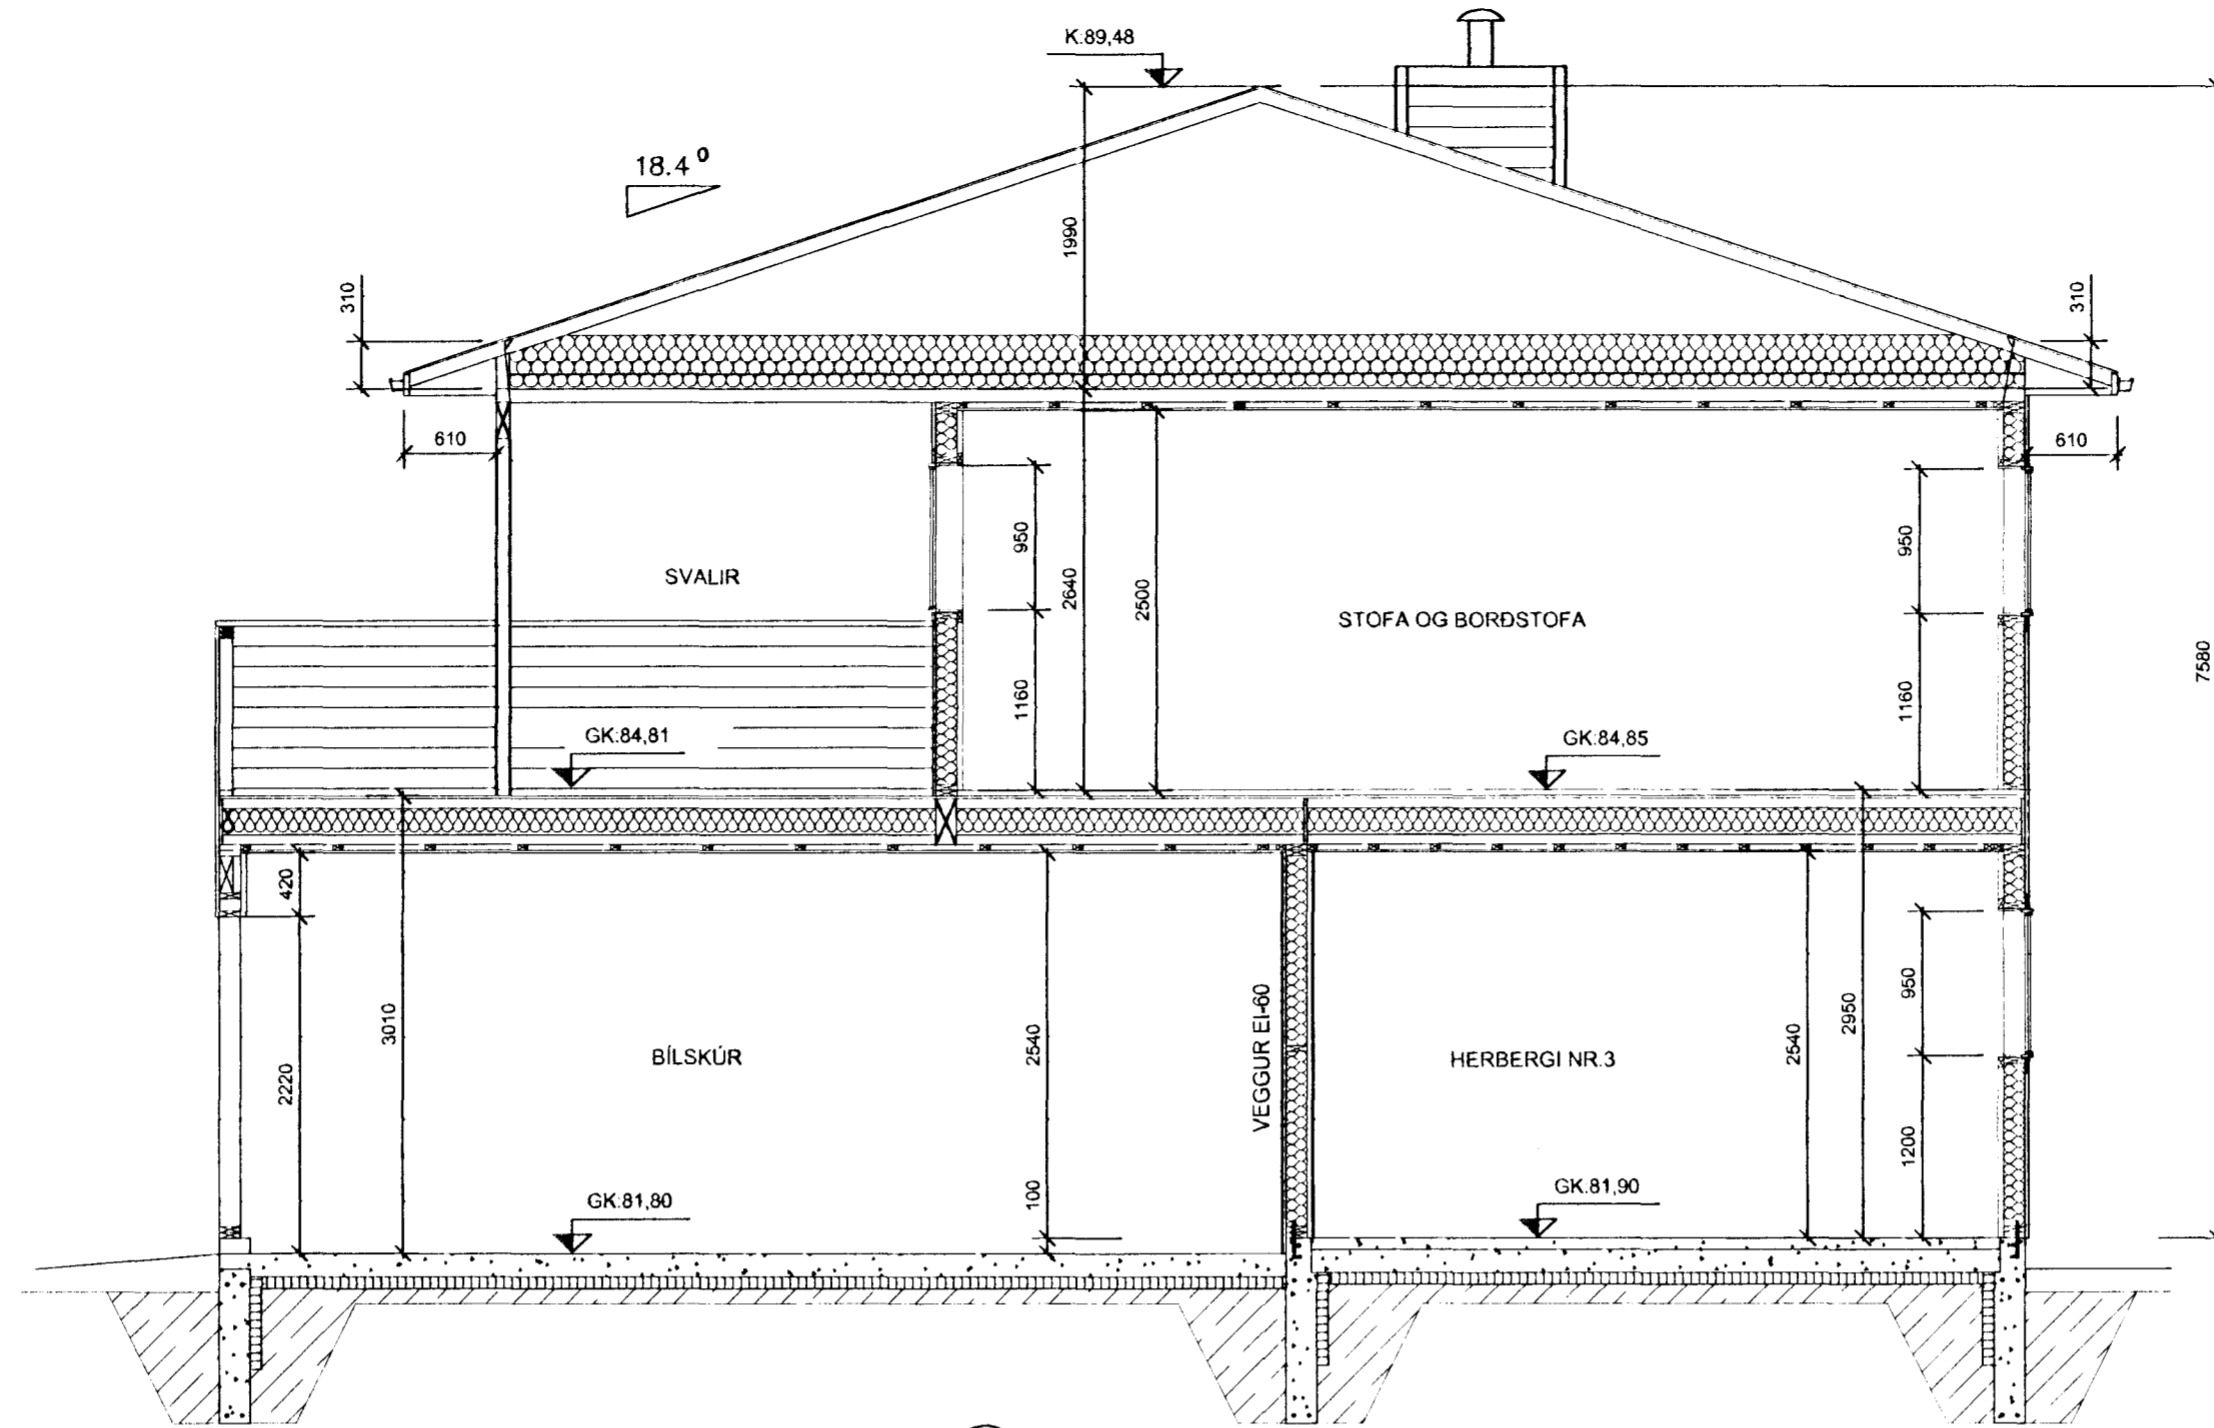 K:89,48
18.4⁰
1990
310
310
610
610
950
2640
2500
950
SVALIR
STOFA OG BORÐSTOFA
7580
1160
1160
GK:84,81
GK:84,85
420
3010
2540
VEGGUR EI-60
2540
2950
950
2220
BÍLSKÚR
HERBERGI NR.3
1200
100
GK:81,80
GK:81,90